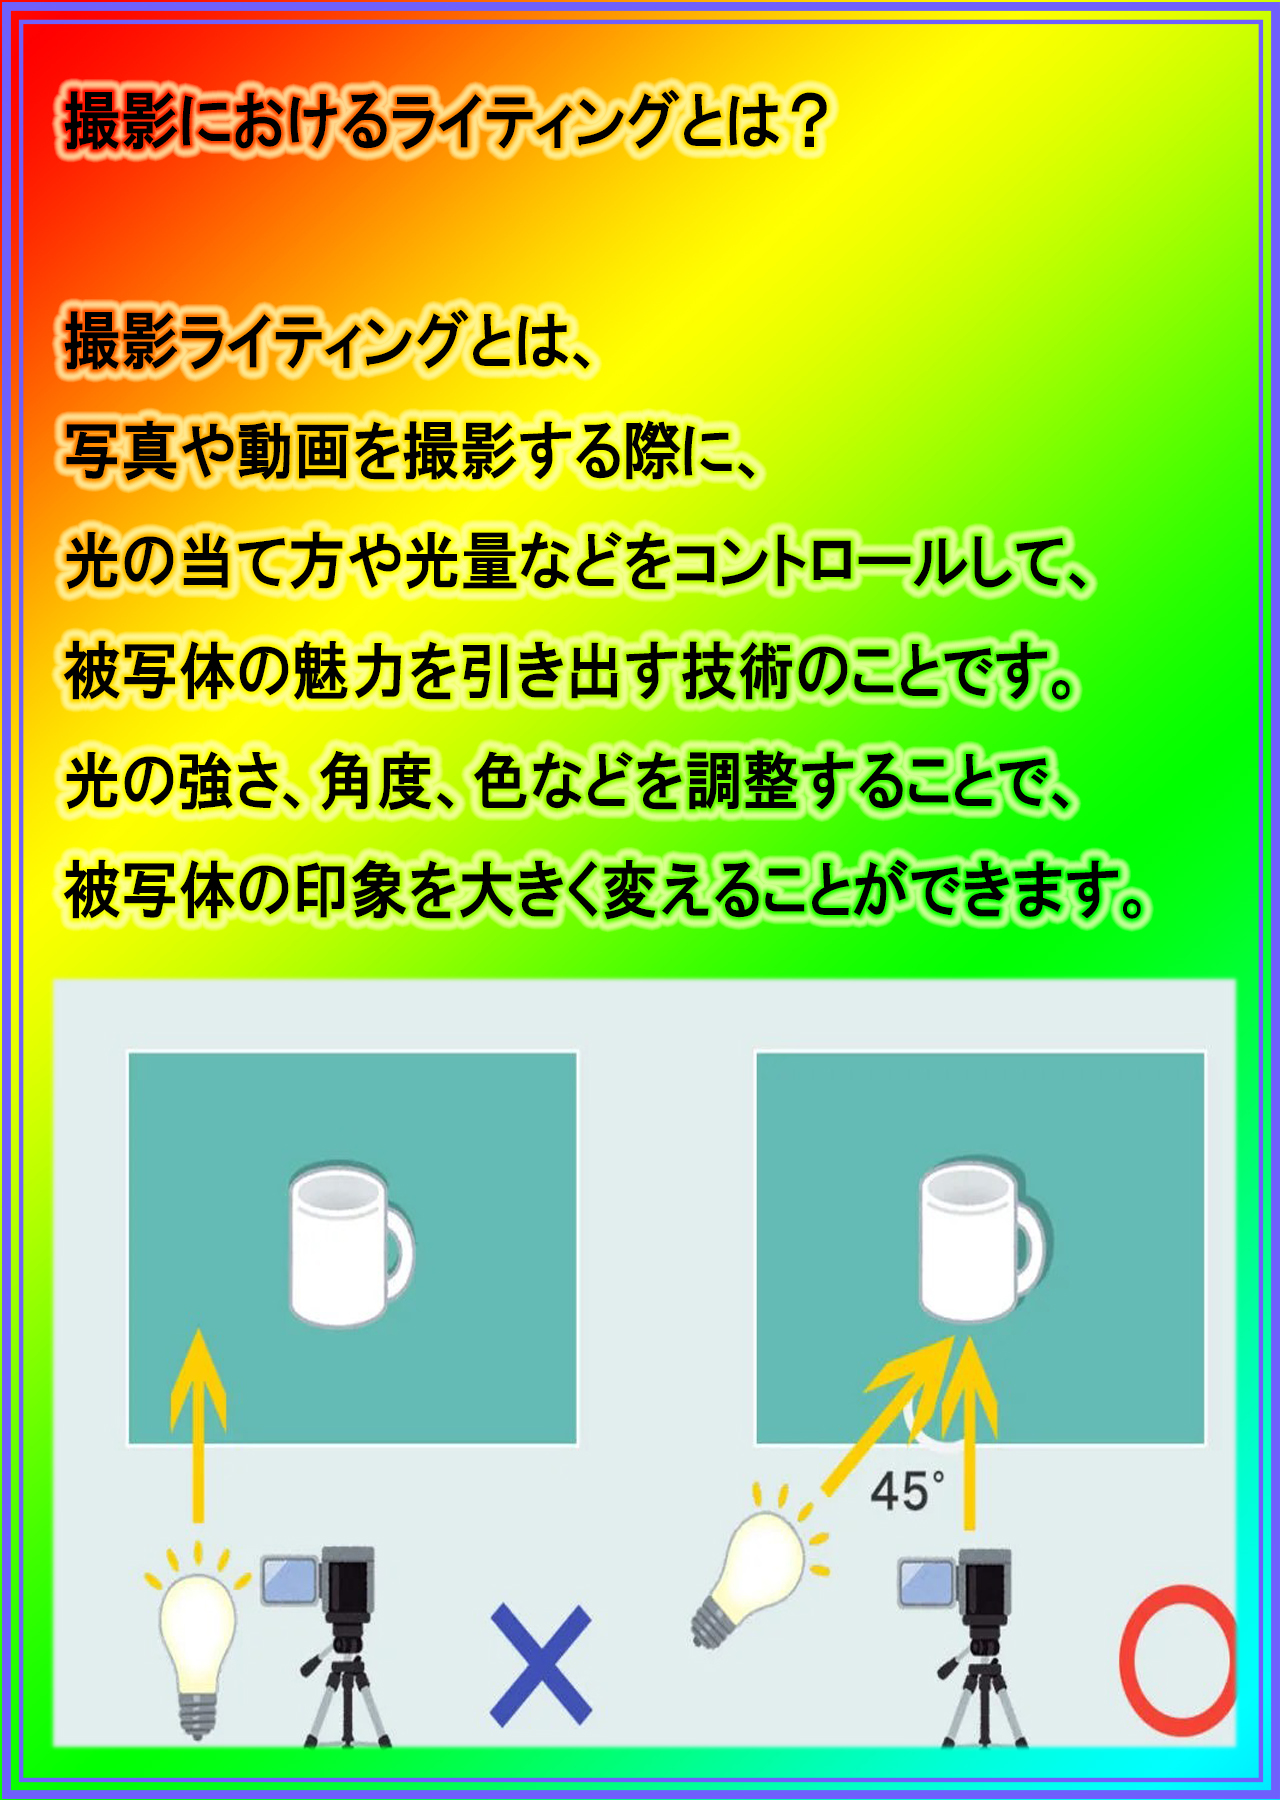 撮影におけるライティングとは？
撮影ライティングとは、
写真や動画を撮影する際に、
光の当て方や光量などをコントロールして、
被写体の魅力を引き出す技術のことです。
光の強さ、角度、色などを調整することで、
被写体の印象を大きく変えることができます。
45°